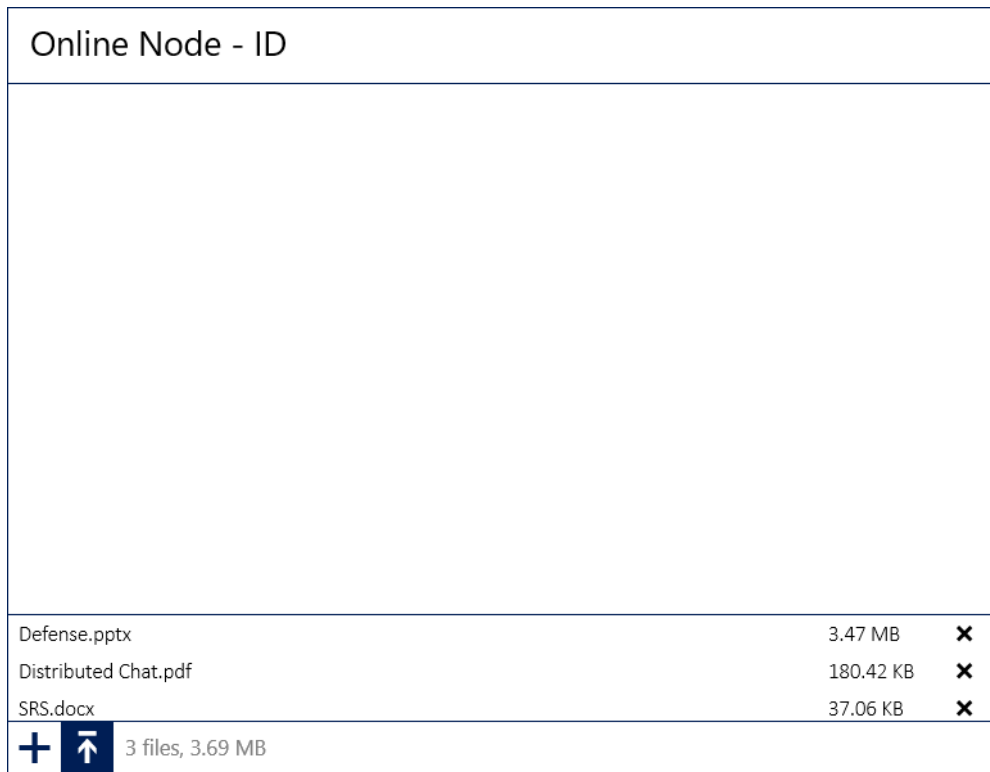 Online Node - ID
Defense.pptx 3.47 MB
Distributed Chat.pdf 180.42 KB
SRS.docx 37.06 KB
3 files, 3.69 MB